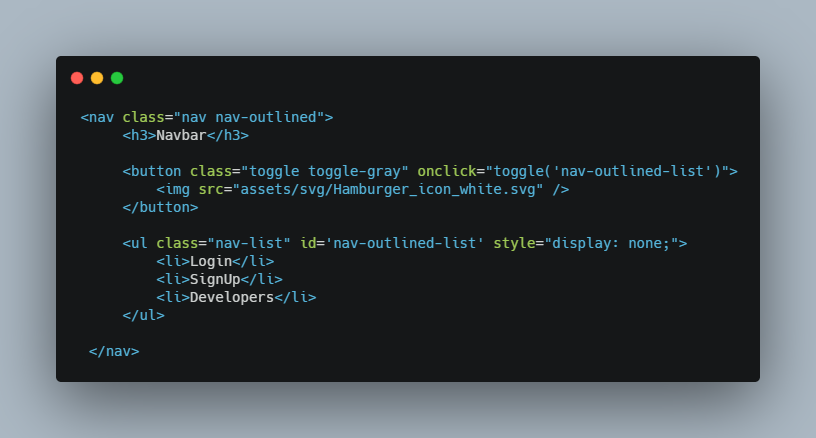 <nav class="nav nav-outlined">
<h3>Navbar</h3>
<button class="toggle toggle-gray" onclick="toggle('nav-outlined-list')">
<img src="assets/svg/Hamburger_icon_white.svg" />
</button>
<ul class="nav-list" id='nav-outlined-list' style="display: none;">
<li>Login</li>
<li>SignUp</li>
<li>Developers</li>
</ul>
</nav>